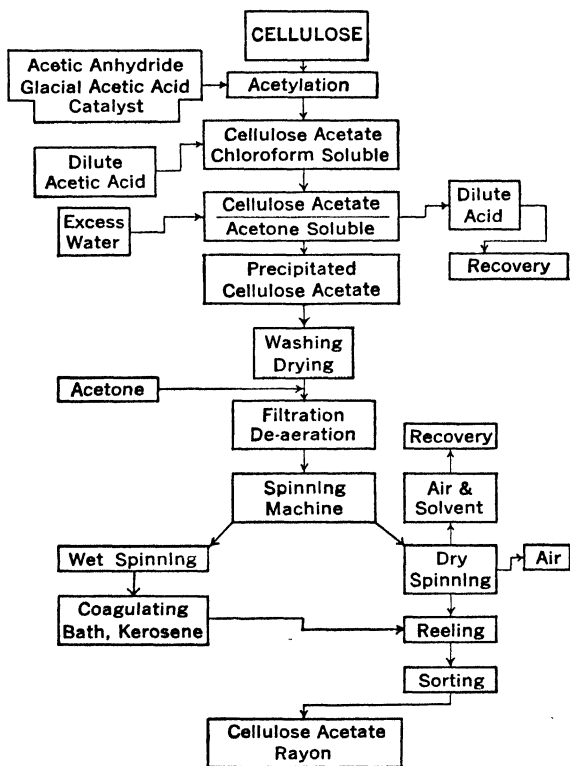 CELLULOSE
Acetic Anhydride
Glacial Acetic Acid
Catalyst
Acetylation
Cellulose Acetate
Chloroform Soluble
Dilute
Acetic Acid
Cellulose Acetate
Acetone Soluble
Dilute
Acid
Excess
Water
Recovery
Precipitated
Cellulose Acetate
Washing
Drying
Acetone
Filtration
De-aeration
Recovery
Spinning
Machine
Air &
Solvent
Wet Spinning
Dry
Spinning
Air
Coagulating
Bath, Kerosene
Reeling
Sorting
Cellulose Acetate
Rayon